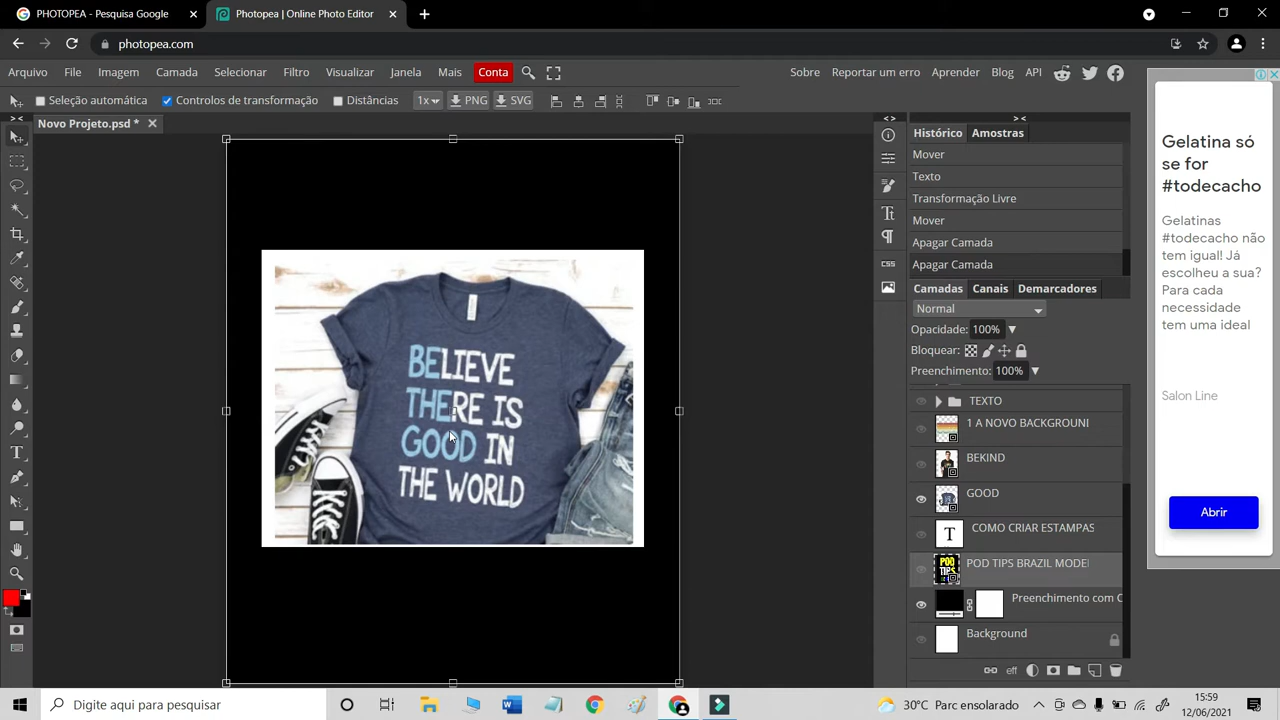 PHOTOPEA - Pesquisa Google
Photopea | Online Photo Editor
photopea.com
Arquivo File Imagem Camada Selecionar Filtro Visualizar Janela Mais Conta
Sobre Reportar um erro Aprender Blog API
Seleção automática Controlos de transformação Distâncias 1x PNG SVG
Novo Projeto.psd *
Histórico Amostras
Mover
Texto
Transformação Livre
Mover
Apagar Camada
Apagar Camada
Camadas Canais Demarcadores
Normal
Opacidade: 100%
Bloquear:
Preenchimento: 100%
TEXTO
1 A NOVO BACKGROUNI
BEKIND
GOOD
T COMO CRIAR ESTAMPAS
POD TIPS POD TIPS BRAZIL MODEI
Preenchimento com C
Background
eff
Tt
CSS
BELIEVE
THERE IS
GOOD IN
THE WORLD
Gelatina só
se for
#todecacho
Gelatinas
#todecacho não
tem igual! Já
escolheu a sua?
Para cada
necessidade
tem uma ideal
Salon Line
Abrir
Digite aqui para pesquisar
30°C Parc ensolarado
15:59
12/06/2021